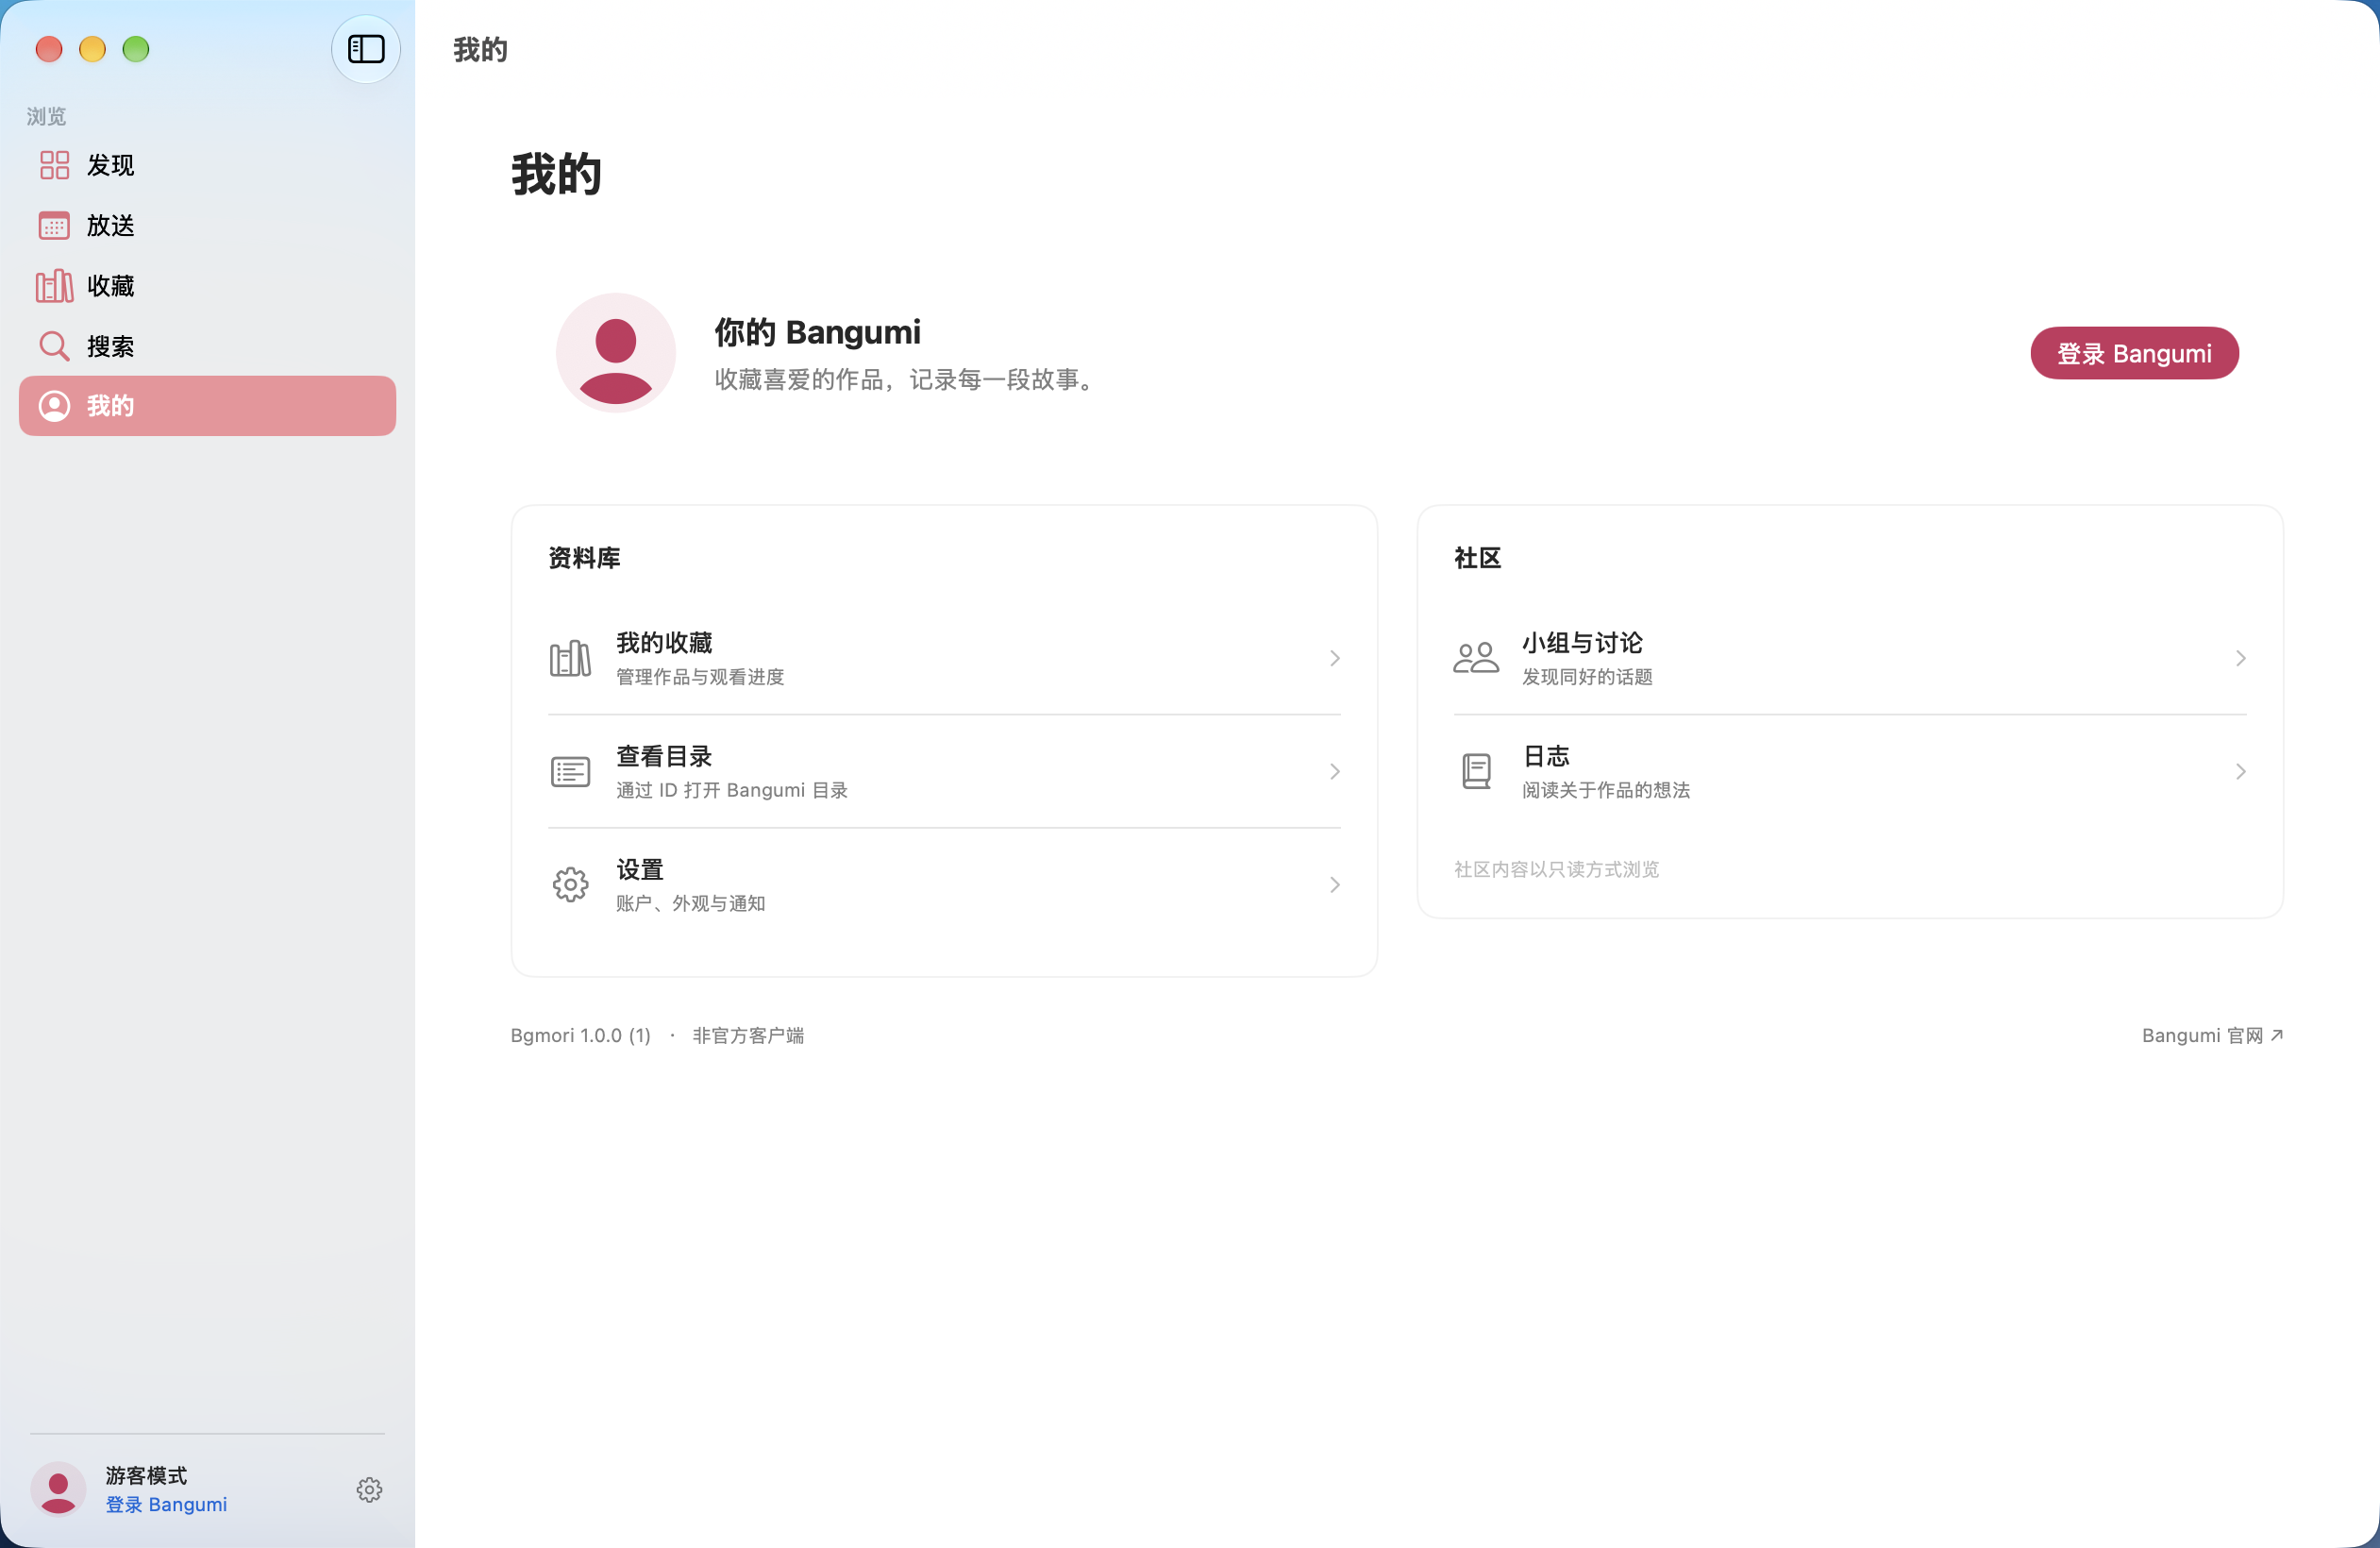 浏览
发现
放送
收藏
搜索
我的
游客模式
登录 Bangumi
我的
我的
你的 Bangumi
收藏喜爱的作品，记录每一段故事。
登录 Bangumi
资料库
我的收藏
管理作品与观看进度
查看目录
通过 ID 打开 Bangumi 目录
设置
账户、外观与通知
社区
小组与讨论
发现同好的话题
日志
阅读关于作品的想法
社区内容以只读方式浏览
Bgmori 1.0.0 (1) · 非官方客户端
Bangumi 官网 ↗